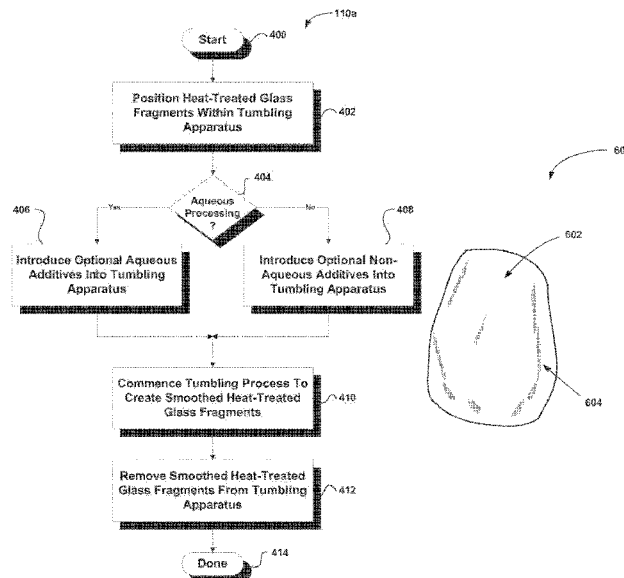 110a
Start
400
Position Heat-Treated Glass
Fragments Within Tumbling
Apparatus
402
404
Aqueous
Processing
?
Yes
No
406
408
Introduce Optional Aqueous
Additives Into Tumbling
Apparatus
Introduce Optional Non-
Aqueous Additives Into
Tumbling Apparatus
Commence Tumbling Process To
Create Smoothed Heat-Treated
Glass Fragments
410
Remove Smoothed Heat-Treated
Glass Fragments From Tumbling
Apparatus
412
Done
414
602
604